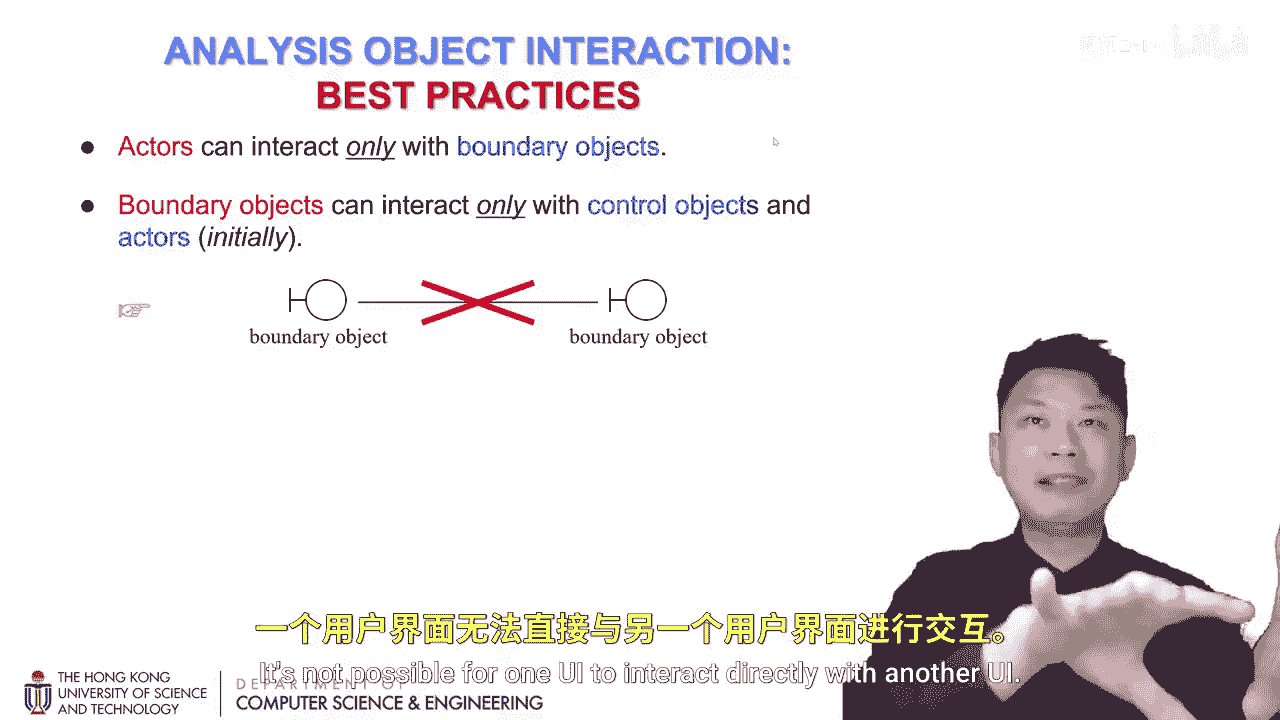 ANALYSIS OBJECT INTERACTION:
BEST PRACTICES
● Actors can interact only with boundary objects.
● Boundary objects can interact only with control objects and
actors (initially).
boundary object
boundary object
一个用户界面无法直接与另一个用户界面进行交互。
It's not possible for one UI to interact directly with another UI.
THE HONG KONG
UNIVERSITY OF SCIENCE
AND TECHNOLOGY
DEPARTMENT OF
COMPUTER SCIENCE & ENGINEERING